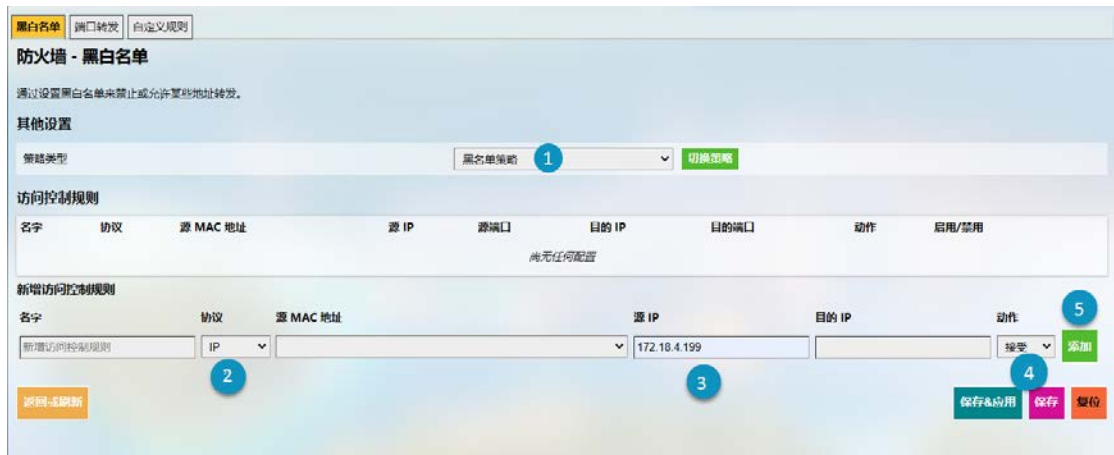 黑白名单 端口转发 自定义规则
防火墙 - 黑白名单
通过设置黑白名单来禁止或允许某些地址转发。
其他设置
策略类型 黑名单策略 1 切换策略
访问控制规则
名字 协议 源 MAC 地址 源 IP 源端口 目的 IP 目的端口 动作 启用/禁用
尚无任何配置
新增访问控制规则
名字 协议 源 MAC 地址 源 IP 目的 IP 动作 5
新增访问控制规则 IP 172.18.4.199 接受 添加
2 3 4
返回至刷新 保存&应用 保存 复位